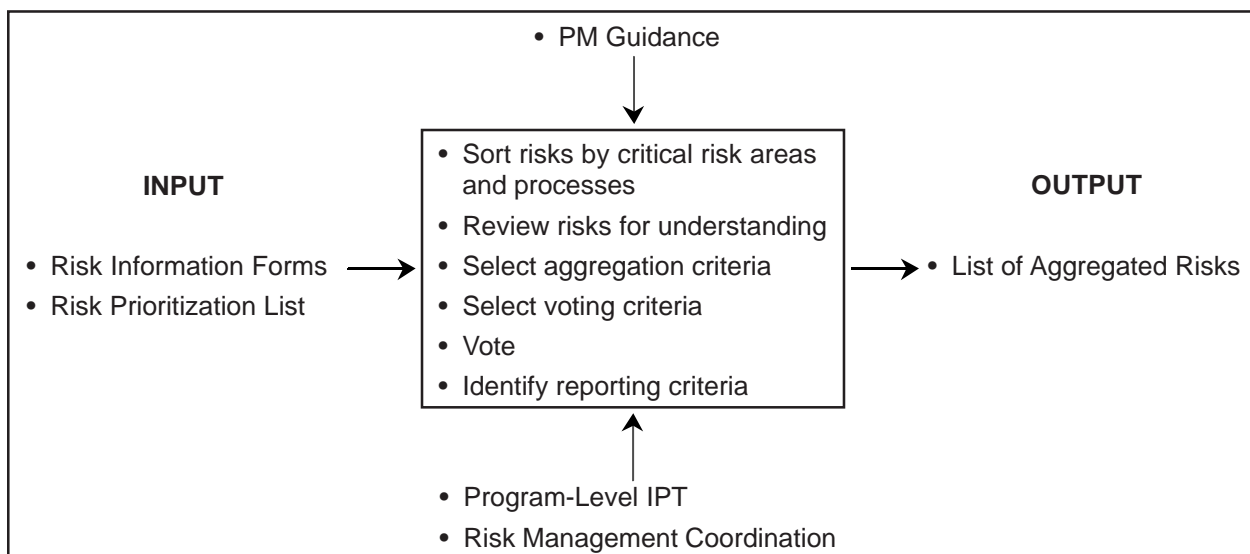 • PM Guidance
INPUT
• Risk Information Forms
• Risk Prioritization List
• Sort risks by critical risk areas
and processes
• Review risks for understanding
• Select aggregation criteria
• Select voting criteria
• Vote
• Identify reporting criteria
OUTPUT
• List of Aggregated Risks
• Program-Level IPT
• Risk Management Coordination